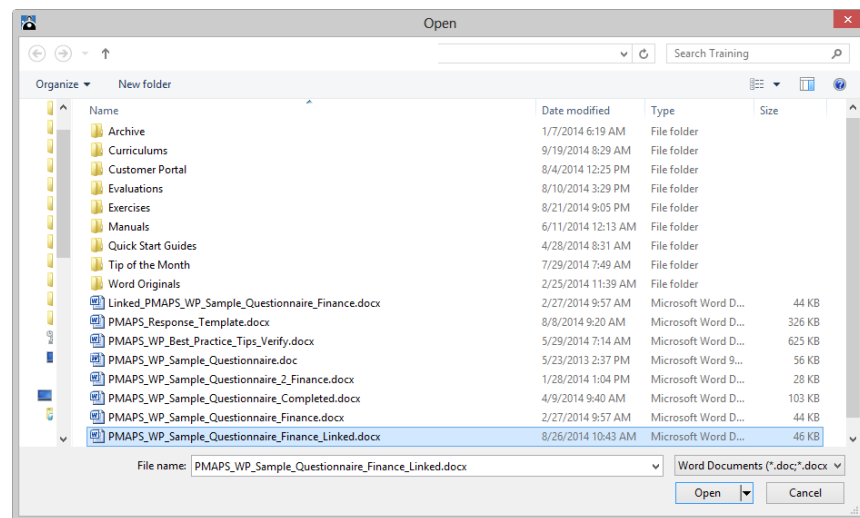 Open
Search Training
Organize New folder
Name Date modified Type Size
Archive 1/7/2014 6:19 AM File folder
Curriculums 9/19/2014 8:29 AM File folder
Customer Portal 8/4/2014 12:25 PM File folder
Evaluations 8/10/2014 3:29 PM File folder
Exercises 8/21/2014 9:05 PM File folder
Manuals 6/11/2014 12:13 AM File folder
Quick Start Guides 4/28/2014 8:31 AM File folder
Tip of the Month 7/29/2014 7:49 AM File folder
Word Originals 2/25/2014 11:39 AM File folder
Linked_PMAPS_WP_Sample_Questionnaire_Finance.docx 2/27/2014 9:57 AM Microsoft Word D... 44 KB
PMAPS_Response_Template.docx 8/8/2014 9:20 AM Microsoft Word D... 326 KB
PMAPS_WP_Best_Practice_Tips_Verify.docx 5/29/2014 7:14 AM Microsoft Word D... 625 KB
PMAPS_WP_Sample_Questionnaire.doc 5/23/2013 2:37 PM Microsoft Word 9... 56 KB
PMAPS_WP_Sample_Questionnaire_2_Finance.docx 1/28/2014 1:04 PM Microsoft Word D... 28 KB
PMAPS_WP_Sample_Questionnaire_Completed.docx 4/9/2014 9:40 AM Microsoft Word D... 103 KB
PMAPS_WP_Sample_Questionnaire_Finance.docx 2/27/2014 9:57 AM Microsoft Word D... 44 KB
PMAPS_WP_Sample_Questionnaire_Finance_Linked.docx 8/26/2014 10:43 AM Microsoft Word D... 46 KB
File name: PMAPS_WP_Sample_Questionnaire_Finance_Linked.docx Word Documents (*.doc;*.docx
Open Cancel